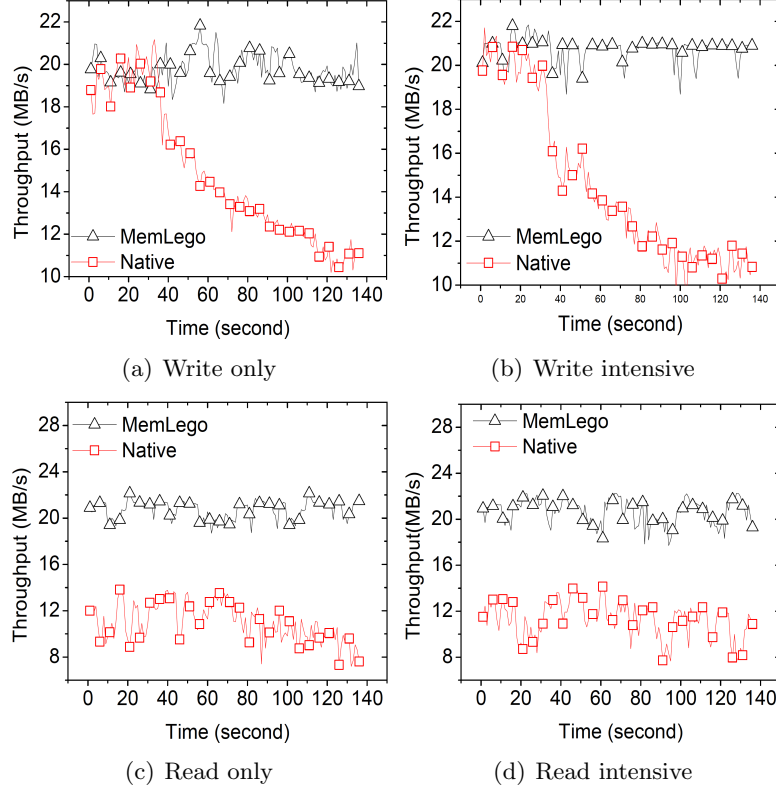 22
20
18
16
14
12
10
Throughput (MB/s)
MemLego
Native
0 20 40 60 80 100 120 140
Time (second)
(a) Write only
22
20
18
16
14
12
10
Throughput (MB/s)
MemLego
Native
0 20 40 60 80 100 120 140
Time (second)
(b) Write intensive
28
24
20
16
12
8
Throughput (MB/s)
MemLego
Native
0 20 40 60 80 100 120 140
Time (second)
(c) Read only
28
24
20
16
12
8
Throughput(MB/s)
MemLego
Native
0 20 40 60 80 100 120 140
Time (second)
(d) Read intensive